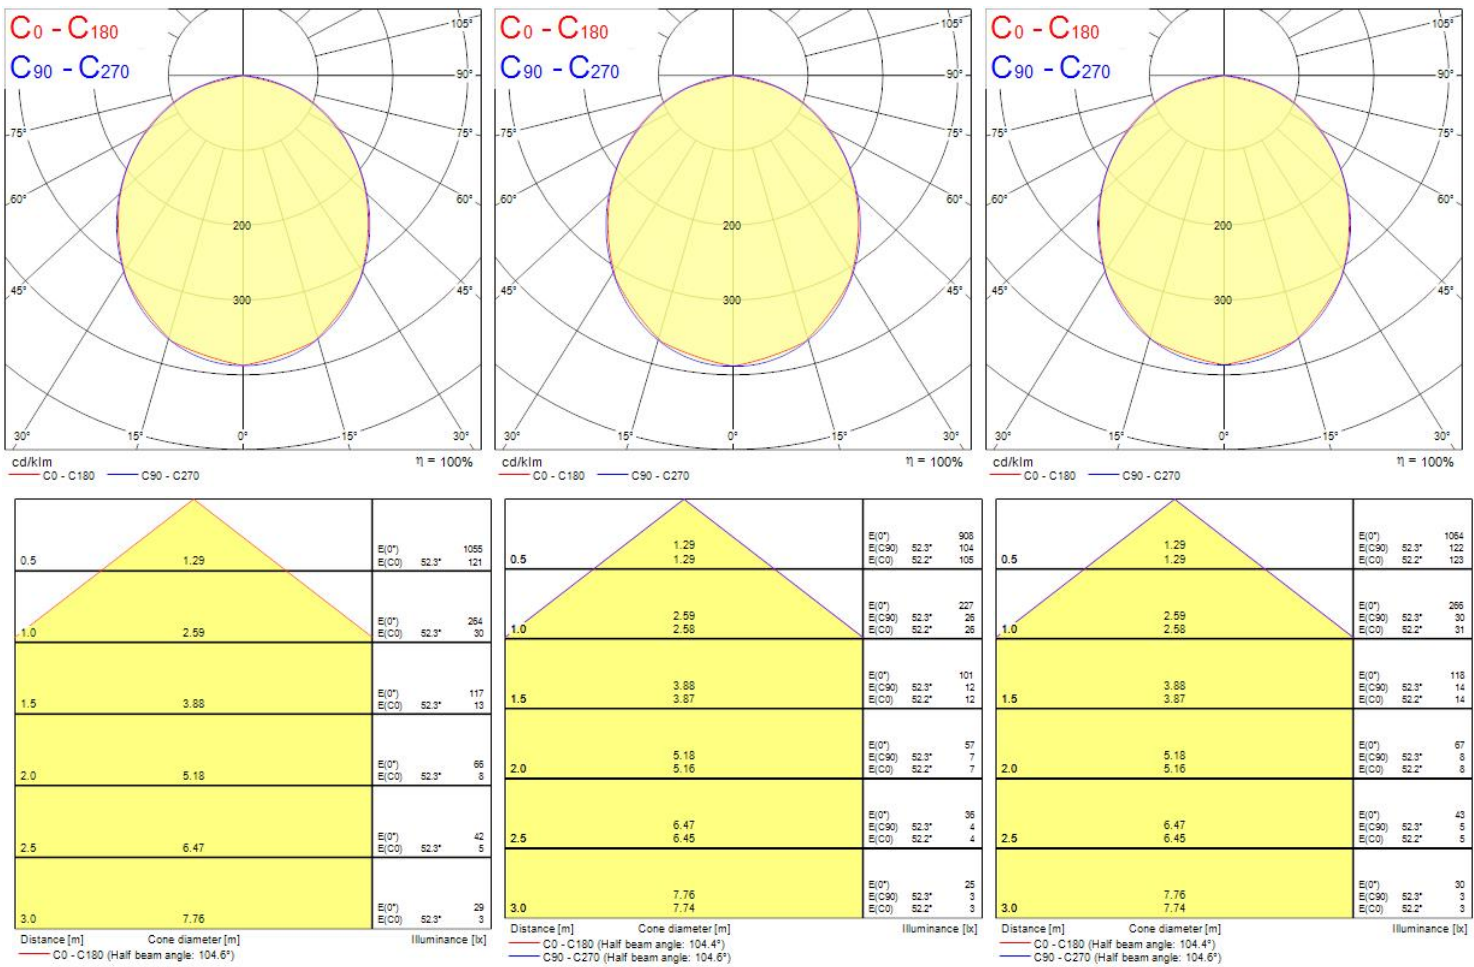 C0 - C180
C90 - C270
105°
90°
75°
75°
60°
60°
45°
45°
200
300
30°
15°
0°
15°
30°
cd/klm
η = 100%
C0 - C180 C90 - C270
C0 - C180
C90 - C270
105°
90°
75°
75°
60°
60°
45°
45°
200
300
30°
15°
0°
15°
30°
cd/klm
η = 100%
C0 - C180 C90 - C270
C0 - C180
C90 - C270
105°
90°
75°
75°
60°
60°
45°
45°
200
300
30°
15°
0°
15°
30°
cd/klm
η = 100%
C0 - C180 C90 - C270
E(0°) 1055
0.5 1.29 E(C0) 52.3° 121
E(0°) 264
1.0 2.59 E(C0) 52.3° 30
E(0°) 117
1.5 3.88 E(C0) 52.3° 13
E(0°) 66
2.0 5.18 E(C0) 52.3° 8
E(0°) 42
2.5 6.47 E(C0) 52.3° 5
E(0°) 29
3.0 7.76 E(C0) 52.3° 3
Distance [m] Cone diameter [m] Illuminance [lx]
C0 - C180 (Half beam angle: 104.6°)
E(0°) 908
1.29 E(C90) 52.3° 104
0.5 1.29 E(C0) 52.2° 105
E(0°) 227
2.59 E(C90) 52.3° 26
1.0 2.58 E(C0) 52.2° 26
E(0°) 101
3.88 E(C90) 52.3° 12
1.5 3.87 E(C0) 52.2° 12
E(0°) 57
5.18 E(C90) 52.3° 7
2.0 5.16 E(C0) 52.2° 7
E(0°) 36
6.47 E(C90) 52.3° 4
2.5 6.45 E(C0) 52.2° 4
E(0°) 25
7.76 E(C90) 52.3° 3
3.0 7.74 E(C0) 52.2° 3
Distance [m] Cone diameter [m] Illuminance [lx]
C0 - C180 (Half beam angle: 104.4°)
C90 - C270 (Half beam angle: 104.6°)
E(0°) 1064
1.29 E(C90) 52.3° 122
0.5 1.29 E(C0) 52.2° 123
E(0°) 266
2.59 E(C90) 52.3° 30
1.0 2.58 E(C0) 52.2° 31
E(0°) 118
3.88 E(C90) 52.3° 14
1.5 3.87 E(C0) 52.2° 14
E(0°) 67
5.18 E(C90) 52.3° 8
2.0 5.16 E(C0) 52.2° 8
E(0°) 43
6.47 E(C90) 52.3° 5
2.5 6.45 E(C0) 52.2° 5
E(0°) 30
7.76 E(C90) 52.3° 3
3.0 7.74 E(C0) 52.2° 3
Distance [m] Cone diameter [m] Illuminance [lx]
C0 - C180 (Half beam angle: 104.4°)
C90 - C270 (Half beam angle: 104.6°)